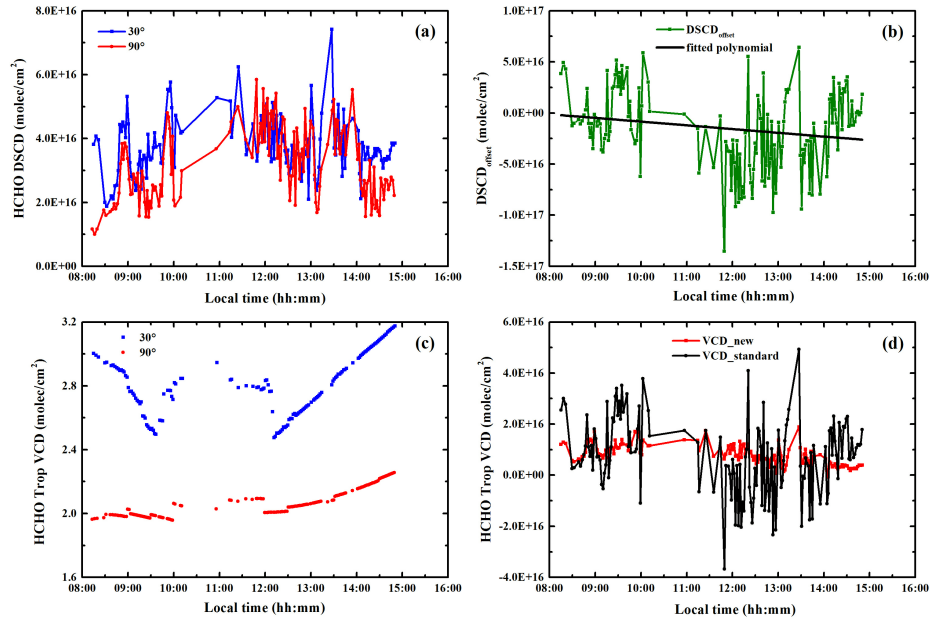 (a)
30°
90°
HCHO DSCD (molec/cm²)
8.0E+16
6.0E+16
4.0E+16
2.0E+16
0.0E+00
08:00 09:00 10:00 11:00 12:00 13:00 14:00 15:00 16:00
Local time (hh:mm)
(b)
DSCD_offset
fitted polynomial
DSCD_offset (molec/cm²)
1.0E+17
5.0E+16
0.0E+00
-5.0E+16
-1.0E+17
-1.5E+17
08:00 09:00 10:00 11:00 12:00 13:00 14:00 15:00 16:00
Local time (hh:mm)
(c)
30°
90°
HCHO Trop VCD (molec/cm²)
3.2
2.8
2.4
2.0
1.6
08:00 09:00 10:00 11:00 12:00 13:00 14:00 15:00 16:00
Local time (hh:mm)
(d)
VCD_new
VCD_standard
HCHO Trop VCD (molec/cm²)
6.0E+16
4.0E+16
2.0E+16
0.0E+00
-2.0E+16
-4.0E+16
08:00 09:00 10:00 11:00 12:00 13:00 14:00 15:00 16:00
Local time (hh:mm)